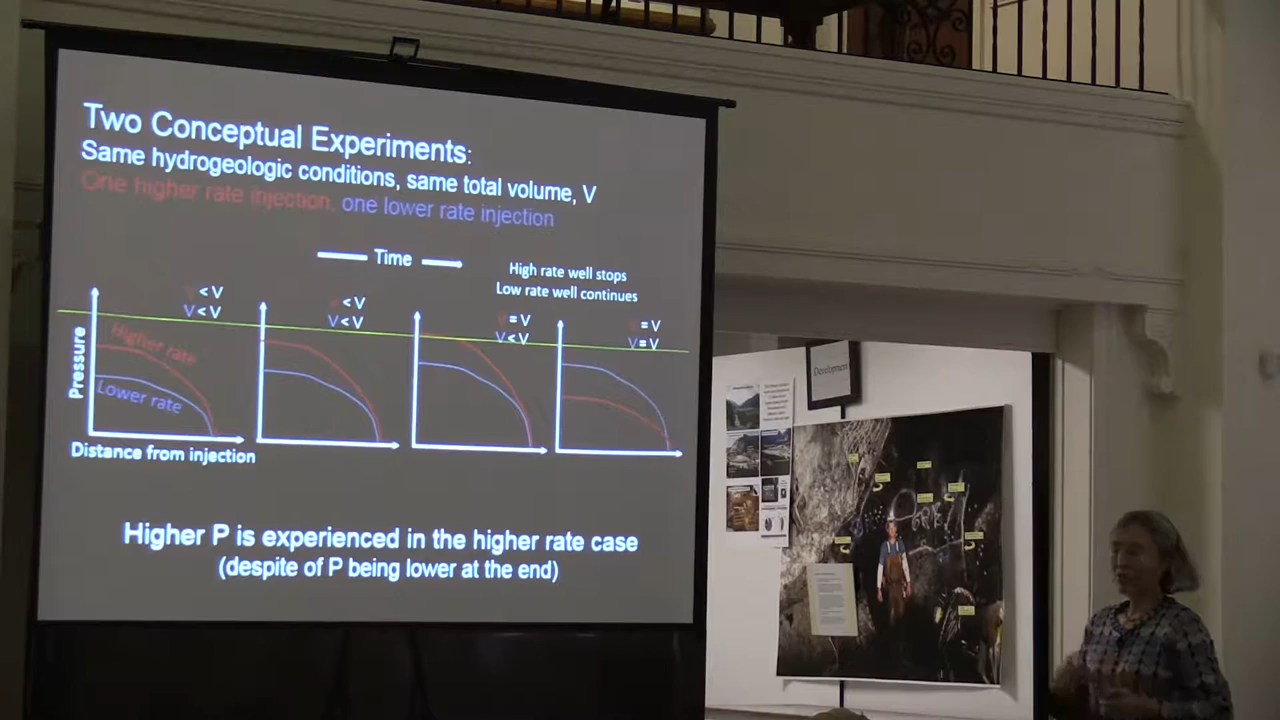 Two Conceptual Experiments:
Same hydrogeologic conditions, same total volume, V
One higher rate injection, one lower rate injection
Time
High rate well stops
Low rate well continues
V < V
V < V
V < V
V < V
V = V
V < V
V = V
V = V
Pressure
Higher rate
Lower rate
Distance from injection
Higher P is experienced in the higher rate case
(despite of P being lower at the end)
Development